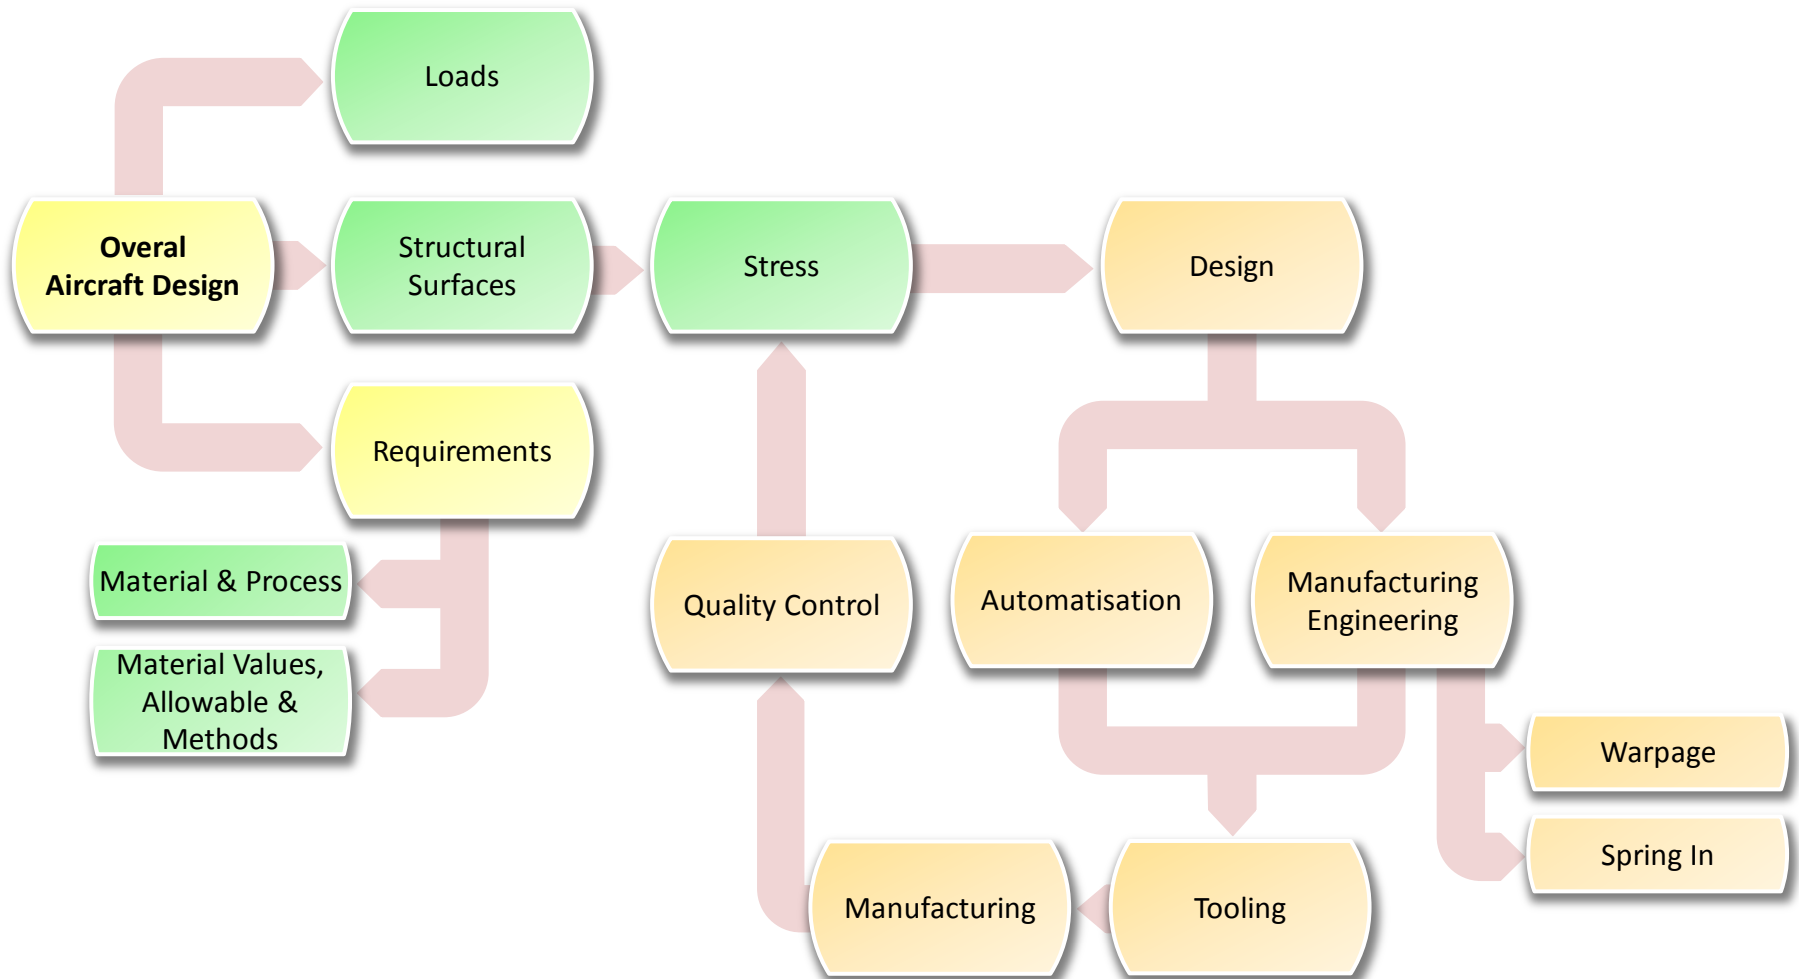 Loads
Overal
Aircraft Design
Structural
Surfaces
Stress
Design
Requirements
Material & Process
Quality Control
Automatisation
Manufacturing
Engineering
Material Values,
Allowable &
Methods
Warpage
Spring In
Manufacturing
Tooling